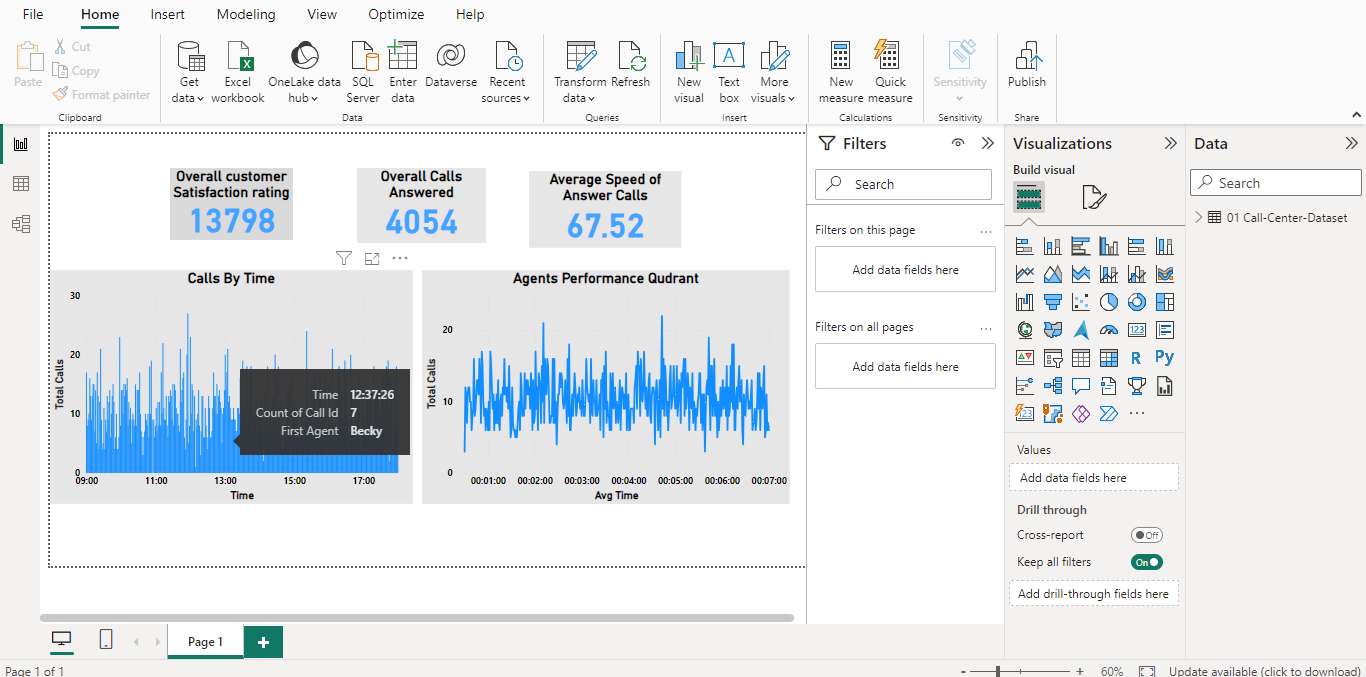 File Home Insert Modeling View Optimize Help
Paste
Cut
Copy
Format painter
Clipboard
Get
data
Excel
workbook
OneLake data
hub
SQL
Server
Enter
data
Dataverse
Recent
sources
Data
Transform
data
Refresh
Queries
New
visual
A
Text
box
More
visuals
Insert
New
measure
Quick
measure
Calculations
Sensitivity
Sensitivity
Publish
Share
Overall customer
Satisfaction rating
13798
Overall Calls
Answered
4054
Average Speed of
Answer Calls
67.52
Calls By Time
Total Calls
30
20
10
0
09:00 11:00 13:00 15:00 17:00
Time
Time 12:37:26
Count of Call Id 7
First Agent Becky
Agents Performance Qudrant
Total Calls
20
10
0
00:01:00 00:02:00 00:03:00 00:04:00 00:05:00 00:06:00 00:07:00
Avg Time
Filters
Search
Filters on this page ...
Add data fields here
Filters on all pages ...
Add data fields here
Visualizations
Build visual
123
R Py
123
...
Values
Add data fields here
Drill through
Cross-report Off
Keep all filters On
Add drill-through fields here
Data
Search
01 Call-Center-Dataset
Page 1 +
Page 1 of 1
- + 60% Update available (click to download)